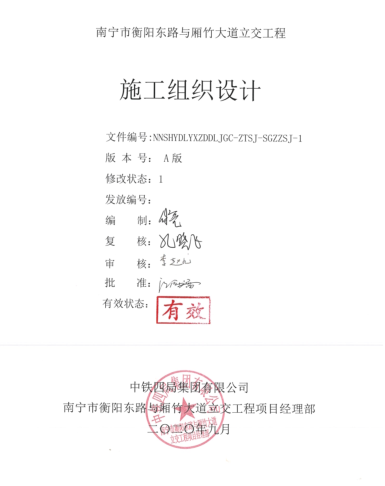 南宁市衡阳东路与厢竹大道立交工程
施工组织设计
文件编号:NNSHYDLYXZDDLJGC-ZTSJ-SGZZSJ-1
版 本 号: A版
修改状态:1
发放编号:
编 制:
复 核:
审 核:
批 准:
有效状态:
有效
中铁四局集团有限公司
南宁市衡阳东路与厢竹大道立交工程项目经理部
二〇二〇年九月